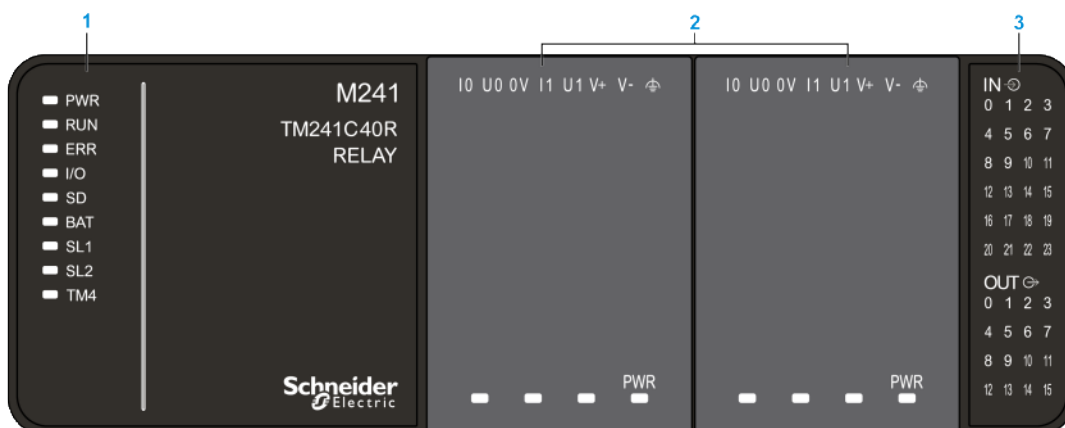 1
2
3
PWR
RUN
ERR
I/O
SD
BAT
SL1
SL2
TM4
M241
TM241C40R
RELAY
Schneider
Electric
I0 U0 0V I1 U1 V+ V-
PWR
I0 U0 0V I1 U1 V+ V-
PWR
IN
0 1 2 3
4 5 6 7
8 9 10 11
12 13 14 15
16 17 18 19
20 21 22 23
OUT
0 1 2 3
4 5 6 7
8 9 10 11
12 13 14 15